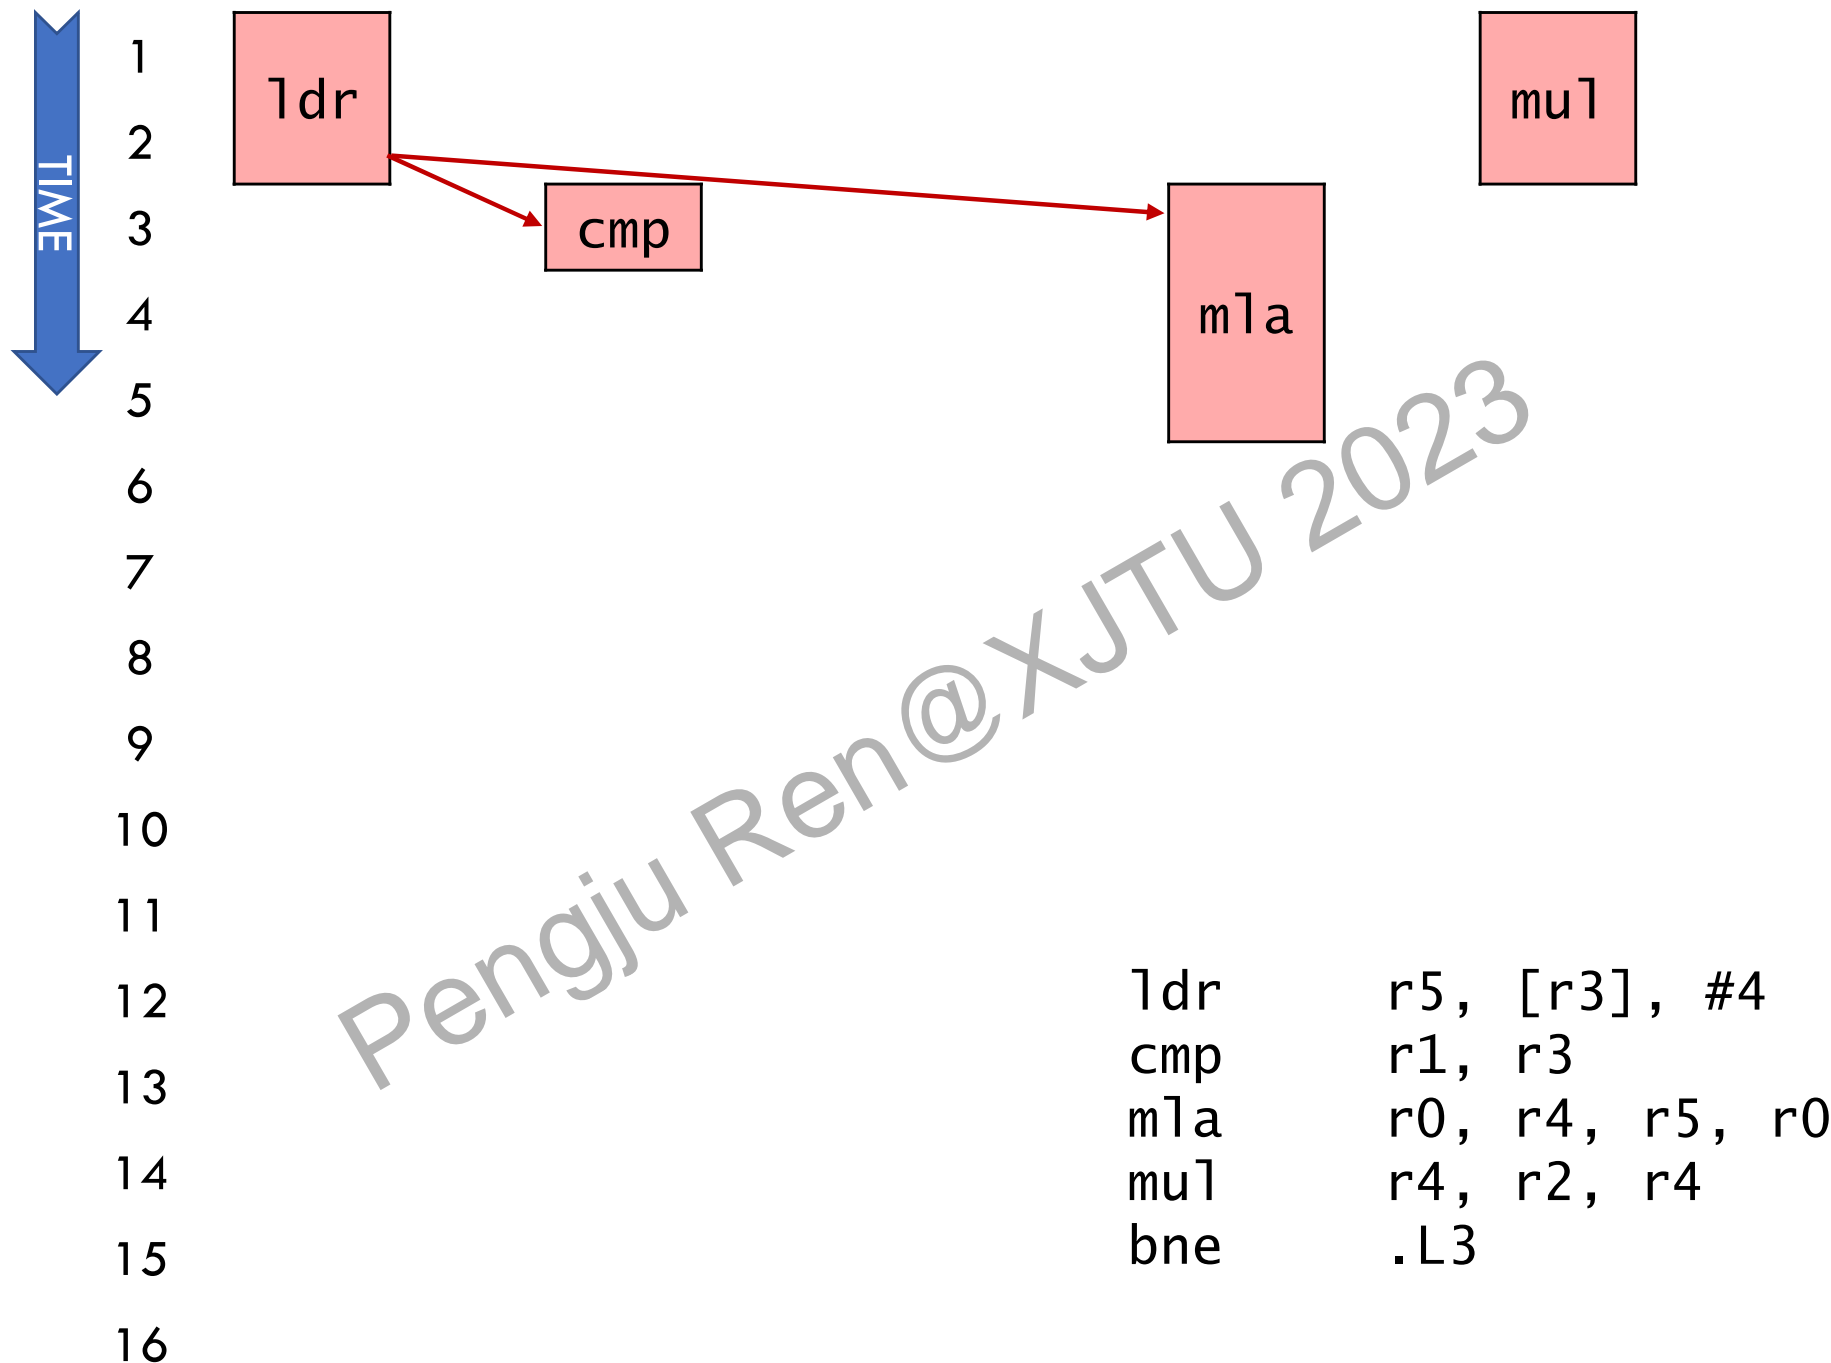 1
ldr
mul
2
TIME
3
cmp
4
mla
5
6
7
8
9
10
11
12
13
14
15
16
ldr r5, [r3], #4
cmp r1, r3
mla r0, r4, r5, r0
mul r4, r2, r4
bne .L3
Pengju Ren@XJTU 2023